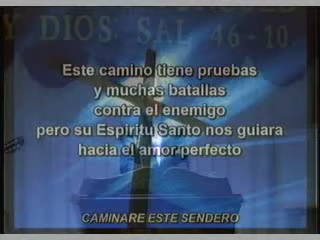 Y DIOS: SAL 46-10
Este camino tiene pruebas
y muchas batallas
contra el enemigo
pero su Espiritu Santo nos guiara
hacia el amor perfecto
CAMINARE ESTE SENDERO